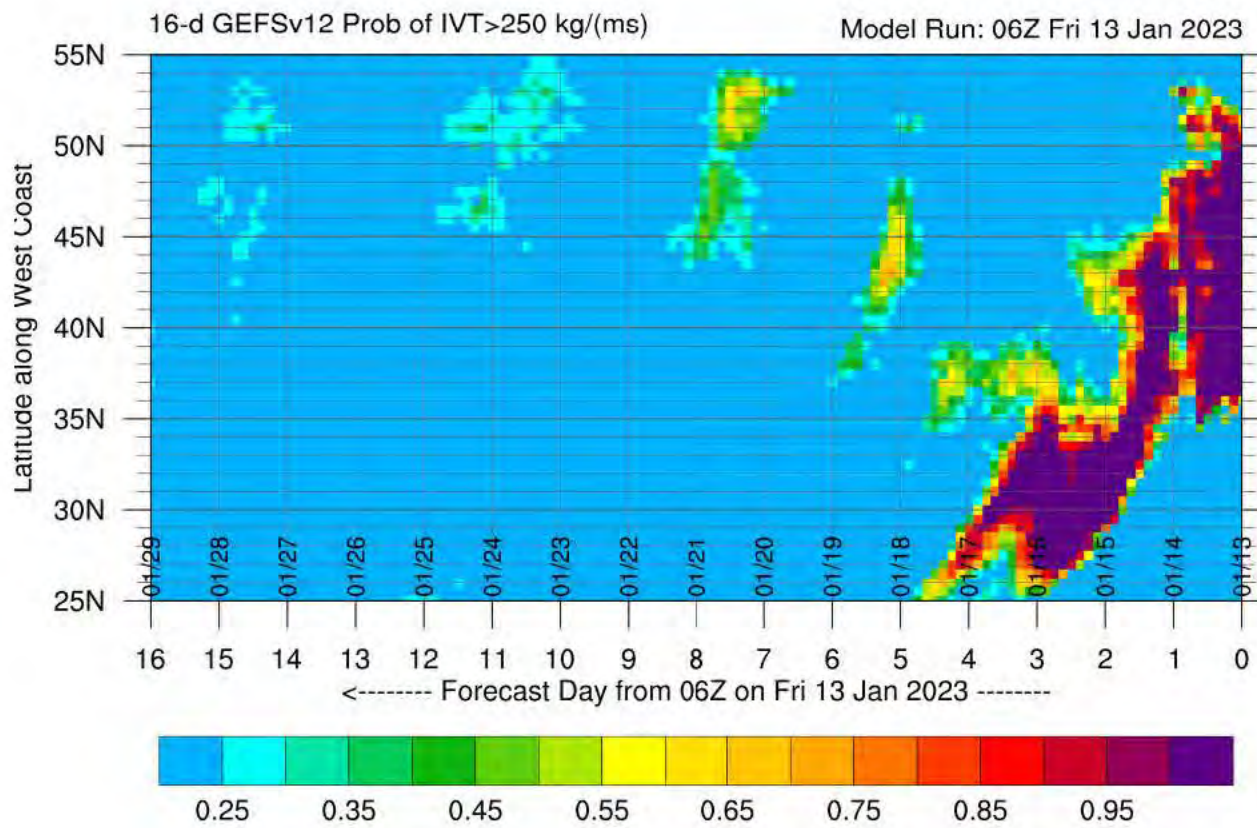 16-d GEFSv12 Prob of IVT>250 kg/(ms) Model Run: 06Z Fri 13 Jan 2023
55N
50N
45N
40N
35N
30N
25N
Latitude along West Coast
01/29 01/28 01/27 01/26 01/25 01/24 01/23 01/22 01/21 01/20 01/19 01/18 01/17 01/16 01/15 01/14 01/13
16 15 14 13 12 11 10 9 8 7 6 5 4 3 2 1 0
<-------- Forecast Day from 06Z on Fri 13 Jan 2023 --------
0.25 0.35 0.45 0.55 0.65 0.75 0.85 0.95